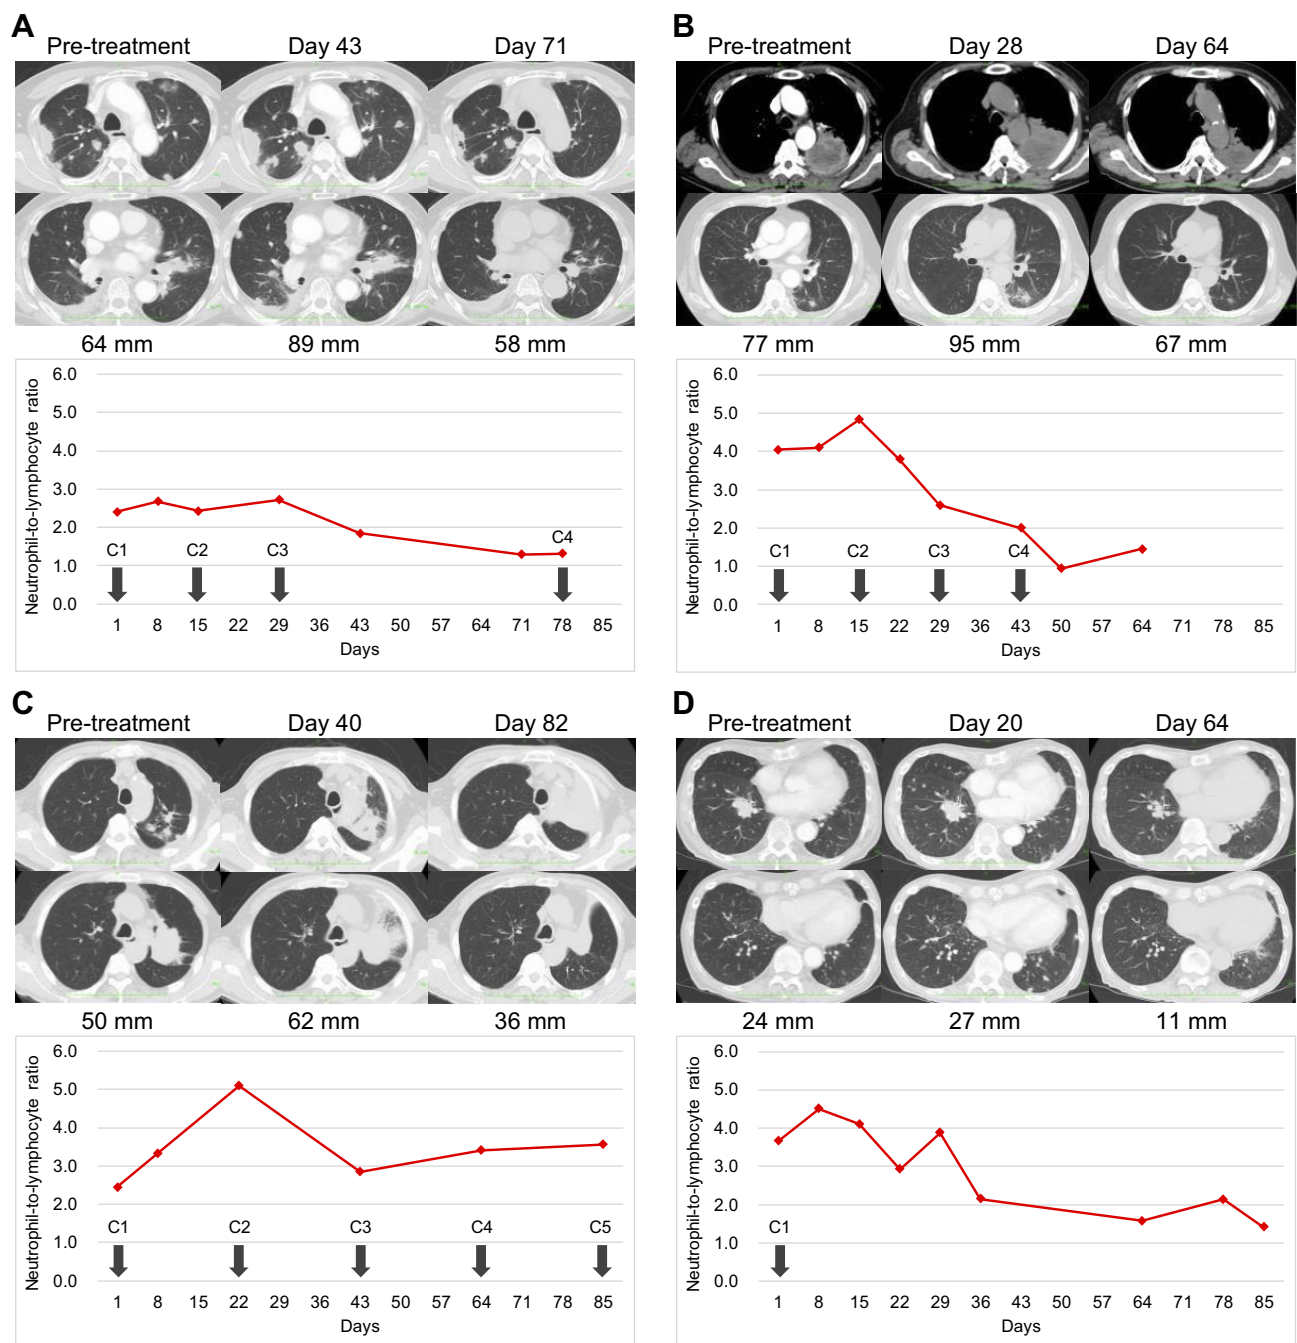 A
Pre-treatment Day 43 Day 71
64 mm 89 mm 58 mm
Neutrophil-to-lymphocyte ratio
6.0
5.0
4.0
3.0
2.0
1.0
0.0
C1 C2 C3 C4
1 8 15 22 29 36 43 50 57 64 71 78 85
Days
B
Pre-treatment Day 28 Day 64
77 mm 95 mm 67 mm
Neutrophil-to-lymphocyte ratio
6.0
5.0
4.0
3.0
2.0
1.0
0.0
C1 C2 C3 C4
1 8 15 22 29 36 43 50 57 64 71 78 85
Days
C
Pre-treatment Day 40 Day 82
50 mm 62 mm 36 mm
Neutrophil-to-lymphocyte ratio
6.0
5.0
4.0
3.0
2.0
1.0
0.0
C1 C2 C3 C4 C5
1 8 15 22 29 36 43 50 57 64 71 78 85
Days
D
Pre-treatment Day 20 Day 64
24 mm 27 mm 11 mm
Neutrophil-to-lymphocyte ratio
6.0
5.0
4.0
3.0
2.0
1.0
0.0
C1
1 8 15 22 29 36 43 50 57 64 71 78 85
Days